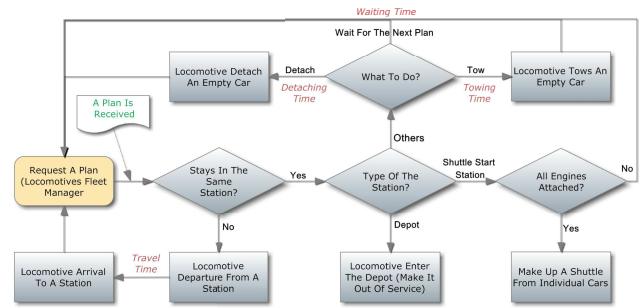 Waiting Time
Wait For The Next Plan
Locomotive Detach
An Empty Car
Detach
Detaching
Time
What To Do?
Tow
Towing
Time
Locomotive Tows An
Empty Car
A Plan Is
Received
Others
Request A Plan
(Locomotives Fleet
Manager
Stays In The
Same
Station?
Yes
Type Of The
Station?
Shuttle Start
Station
All Engines
Attached?
No
No
Depot
Yes
Locomotive Arrival
To A Station
Travel
Time
Locomotive
Departure From A
Station
Locomotive Enter
The Depot (Make It
Out Of Service)
Make Up A Shuttle
From Individual Cars